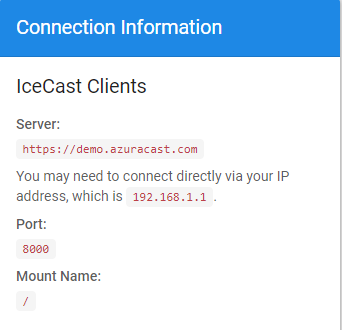 Connection Information
IceCast Clients
Server:
https://demo.azuracast.com
You may need to connect directly via your IP
address, which is 192.168.1.1 .
Port:
8000
Mount Name:
/